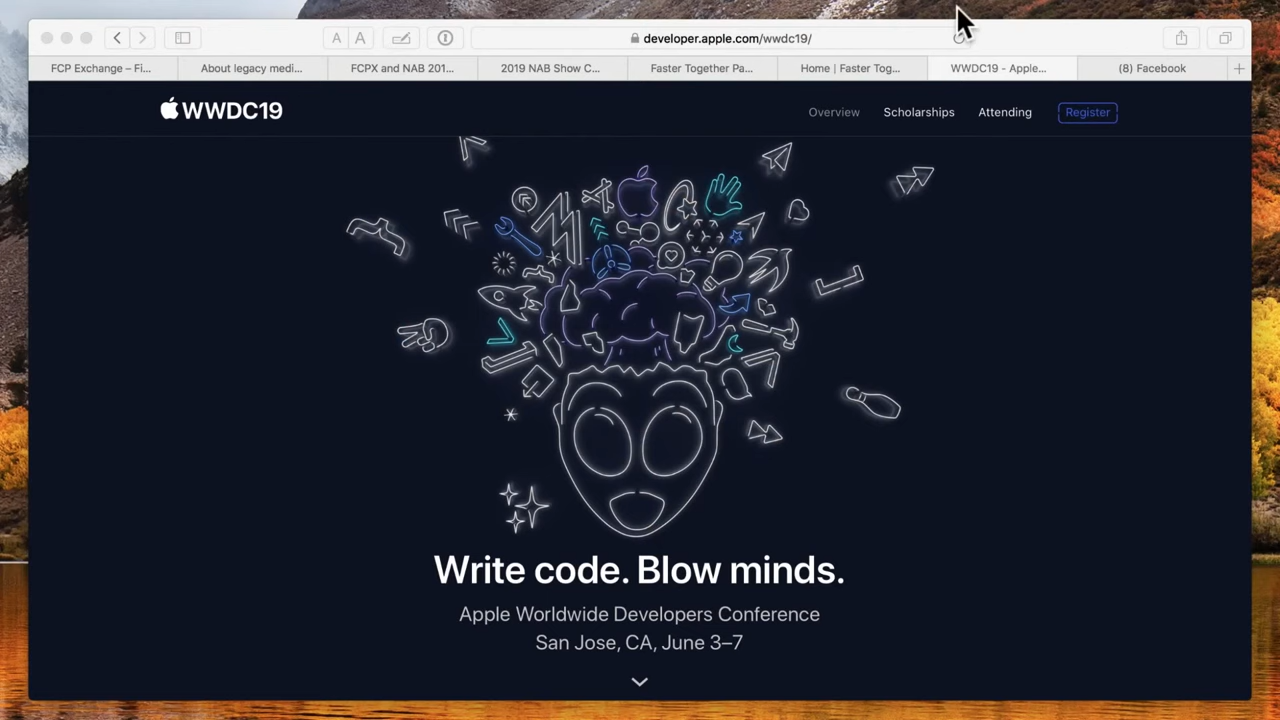 A A
developer.apple.com/wwdc19/
FCP Exchange – Fi...
About legacy medi...
FCPX and NAB 201...
2019 NAB Show C...
Faster Together Pa...
Home | Faster Tog...
WWDC19 - Apple...
(8) Facebook
WWDC19
Overview
Scholarships
Attending
Register
Write code. Blow minds.
Apple Worldwide Developers Conference
San Jose, CA, June 3–7